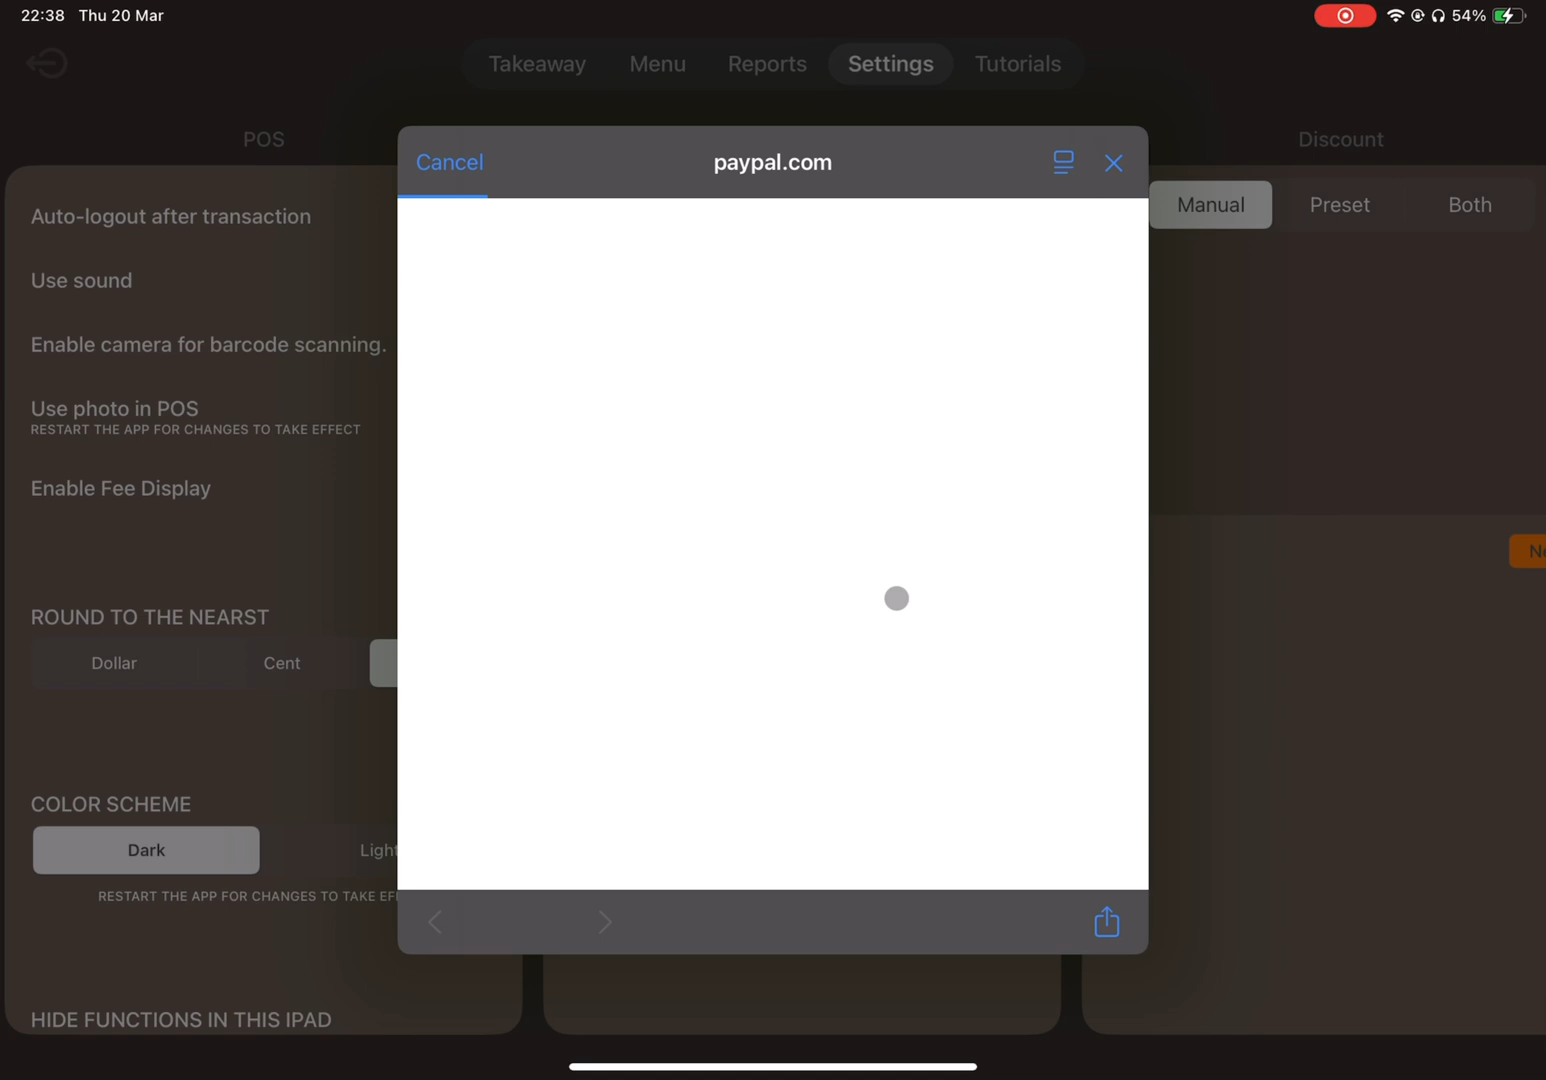 22:38 Thu 20 Mar
54%
Takeaway Menu Reports Settings Tutorials
POS
Discount
Cancel
paypal.com
Auto-logout after transaction
Manual Preset Both
Use sound
Enable camera for barcode scanning.
Use photo in POS
RESTART THE APP FOR CHANGES TO TAKE EFFECT
Enable Fee Display
ROUND TO THE NEARST
Dollar Cent
COLOR SCHEME
Dark Light
RESTART THE APP FOR CHANGES TO TAKE
HIDE FUNCTIONS IN THIS IPAD